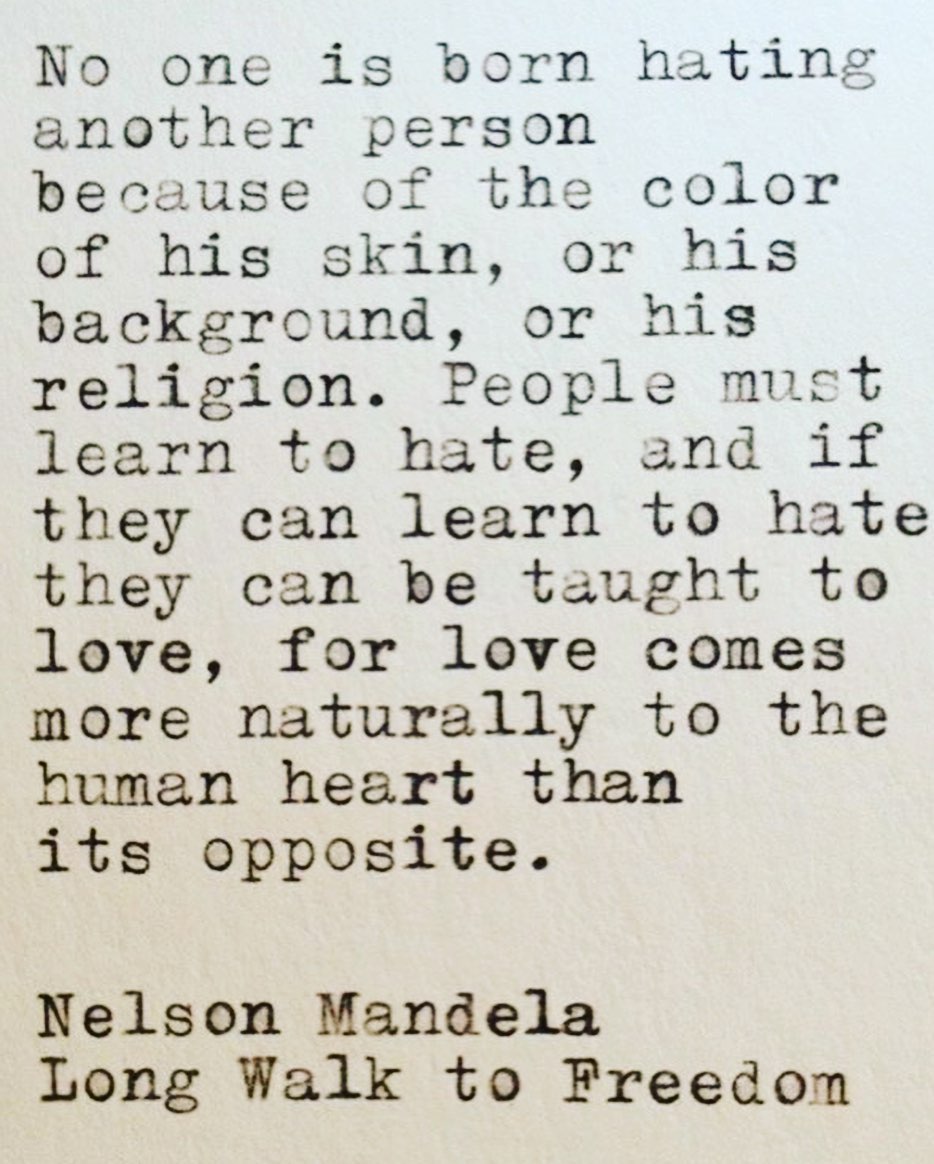 No one is born hating
another person
because of the color
of his skin, or his
background, or his
religion. People must
learn to hate, and if
they can learn to hate
they can be taught to
love, for love comes
more naturally to the
human heart than
its opposite.
Nelson Mandela
Long Walk to Freedom